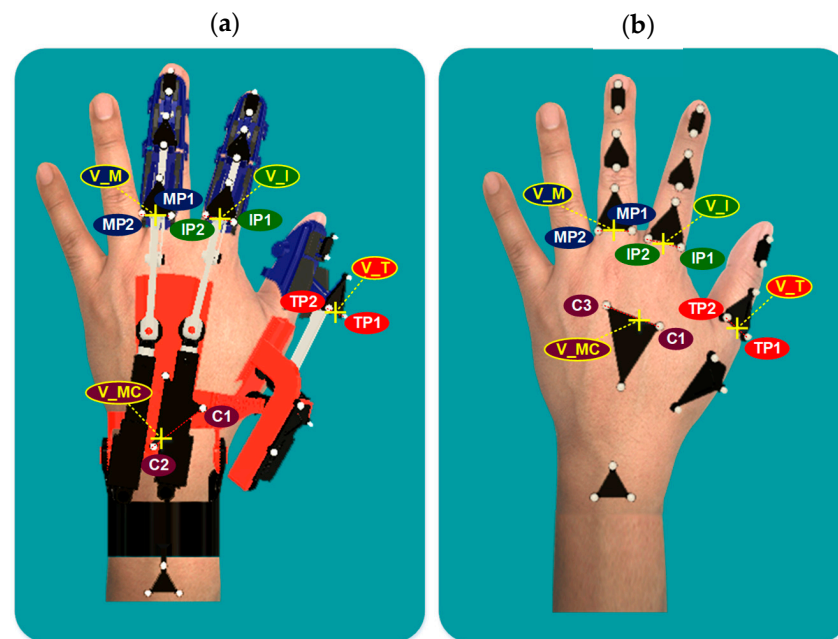 (a)
(b)
V_M
MP1
V_I
MP2
IP2
IP1
V_T
TP2
TP1
V_MC
C1
C2
V_M
MP1
V_I
MP2
IP2
IP1
V_T
C3
TP2
V_MC
C1
TP1